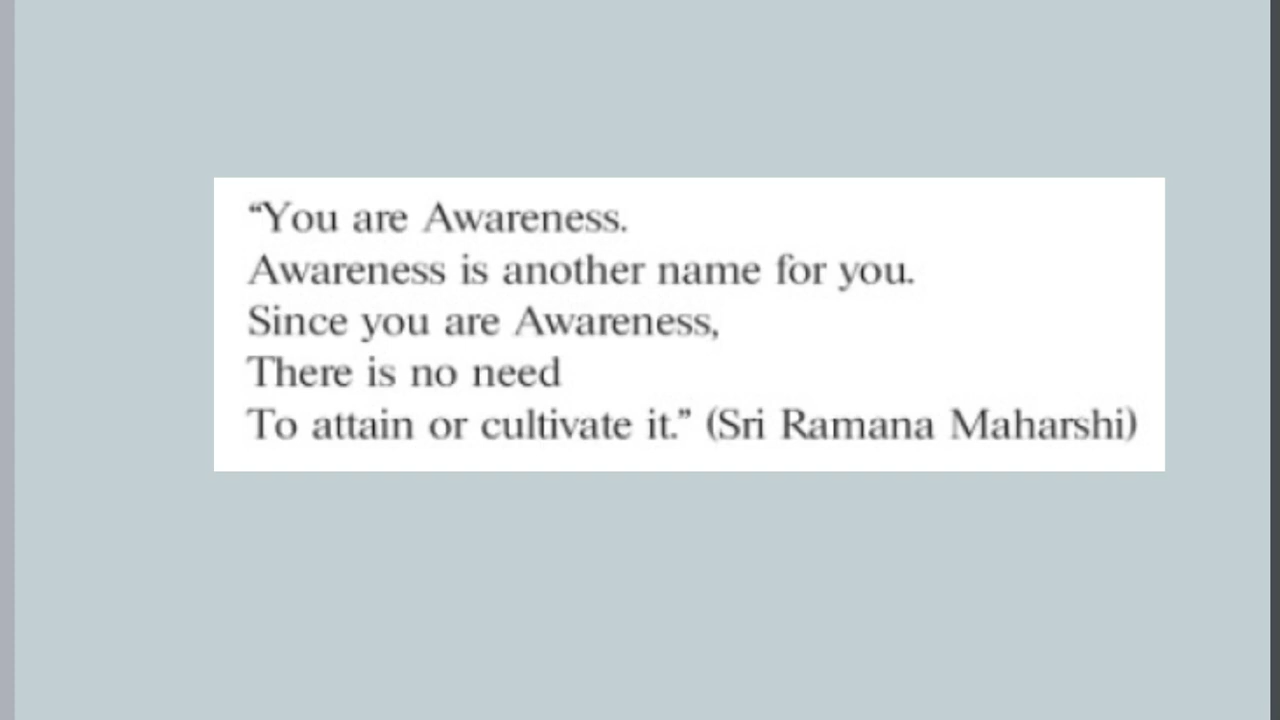 “You are Awareness.
Awareness is another name for you.
Since you are Awareness,
There is no need
To attain or cultivate it.” (Sri Ramana Maharshi)